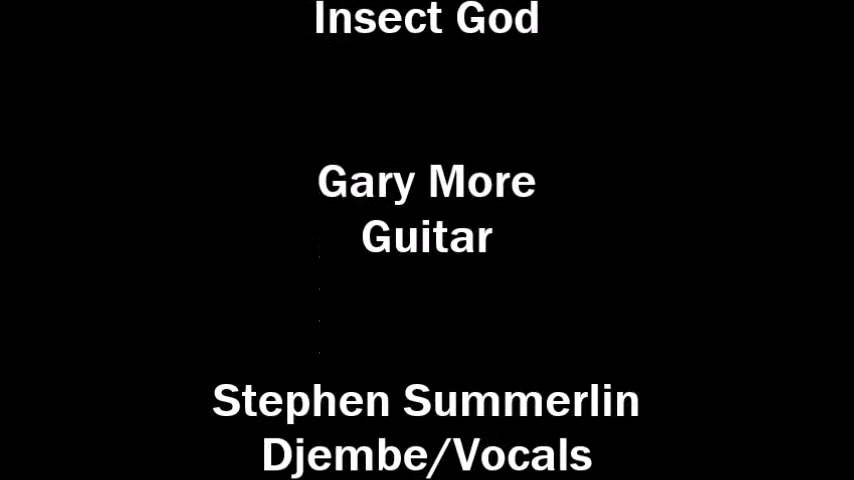 Insect God
Gary More
Guitar
Stephen Summerlin
Djembe/Vocals